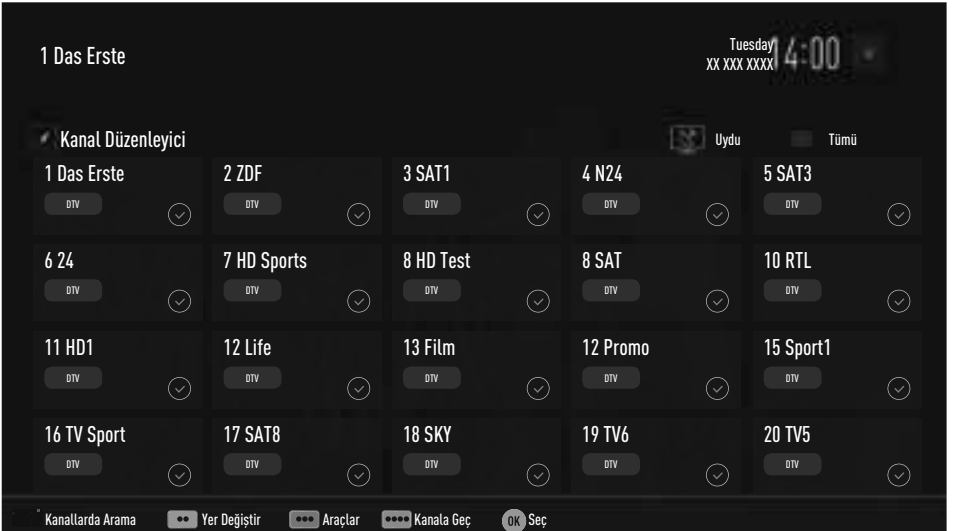 1 Das Erste
Tuesday
XX XXX XXXX
14:00
Kanal Düzenleyici
Uydu
Tümü
1 Das Erste 2 ZDF 3 SAT1 4 N24 5 SAT3
DTV DTV DTV DTV DTV
6 24 7 HD Sports 8 HD Test 8 SAT 10 RTL
DTV DTV DTV DTV DTV
11 HD1 12 Life 13 Film 12 Promo 15 Sport1
DTV DTV DTV DTV DTV
16 TV Sport 17 SAT8 18 SKY 19 TV6 20 TV5
DTV DTV DTV DTV DTV
Kanallarda Arama Yer Değiştir Araçlar Kanala Geç OK Seç